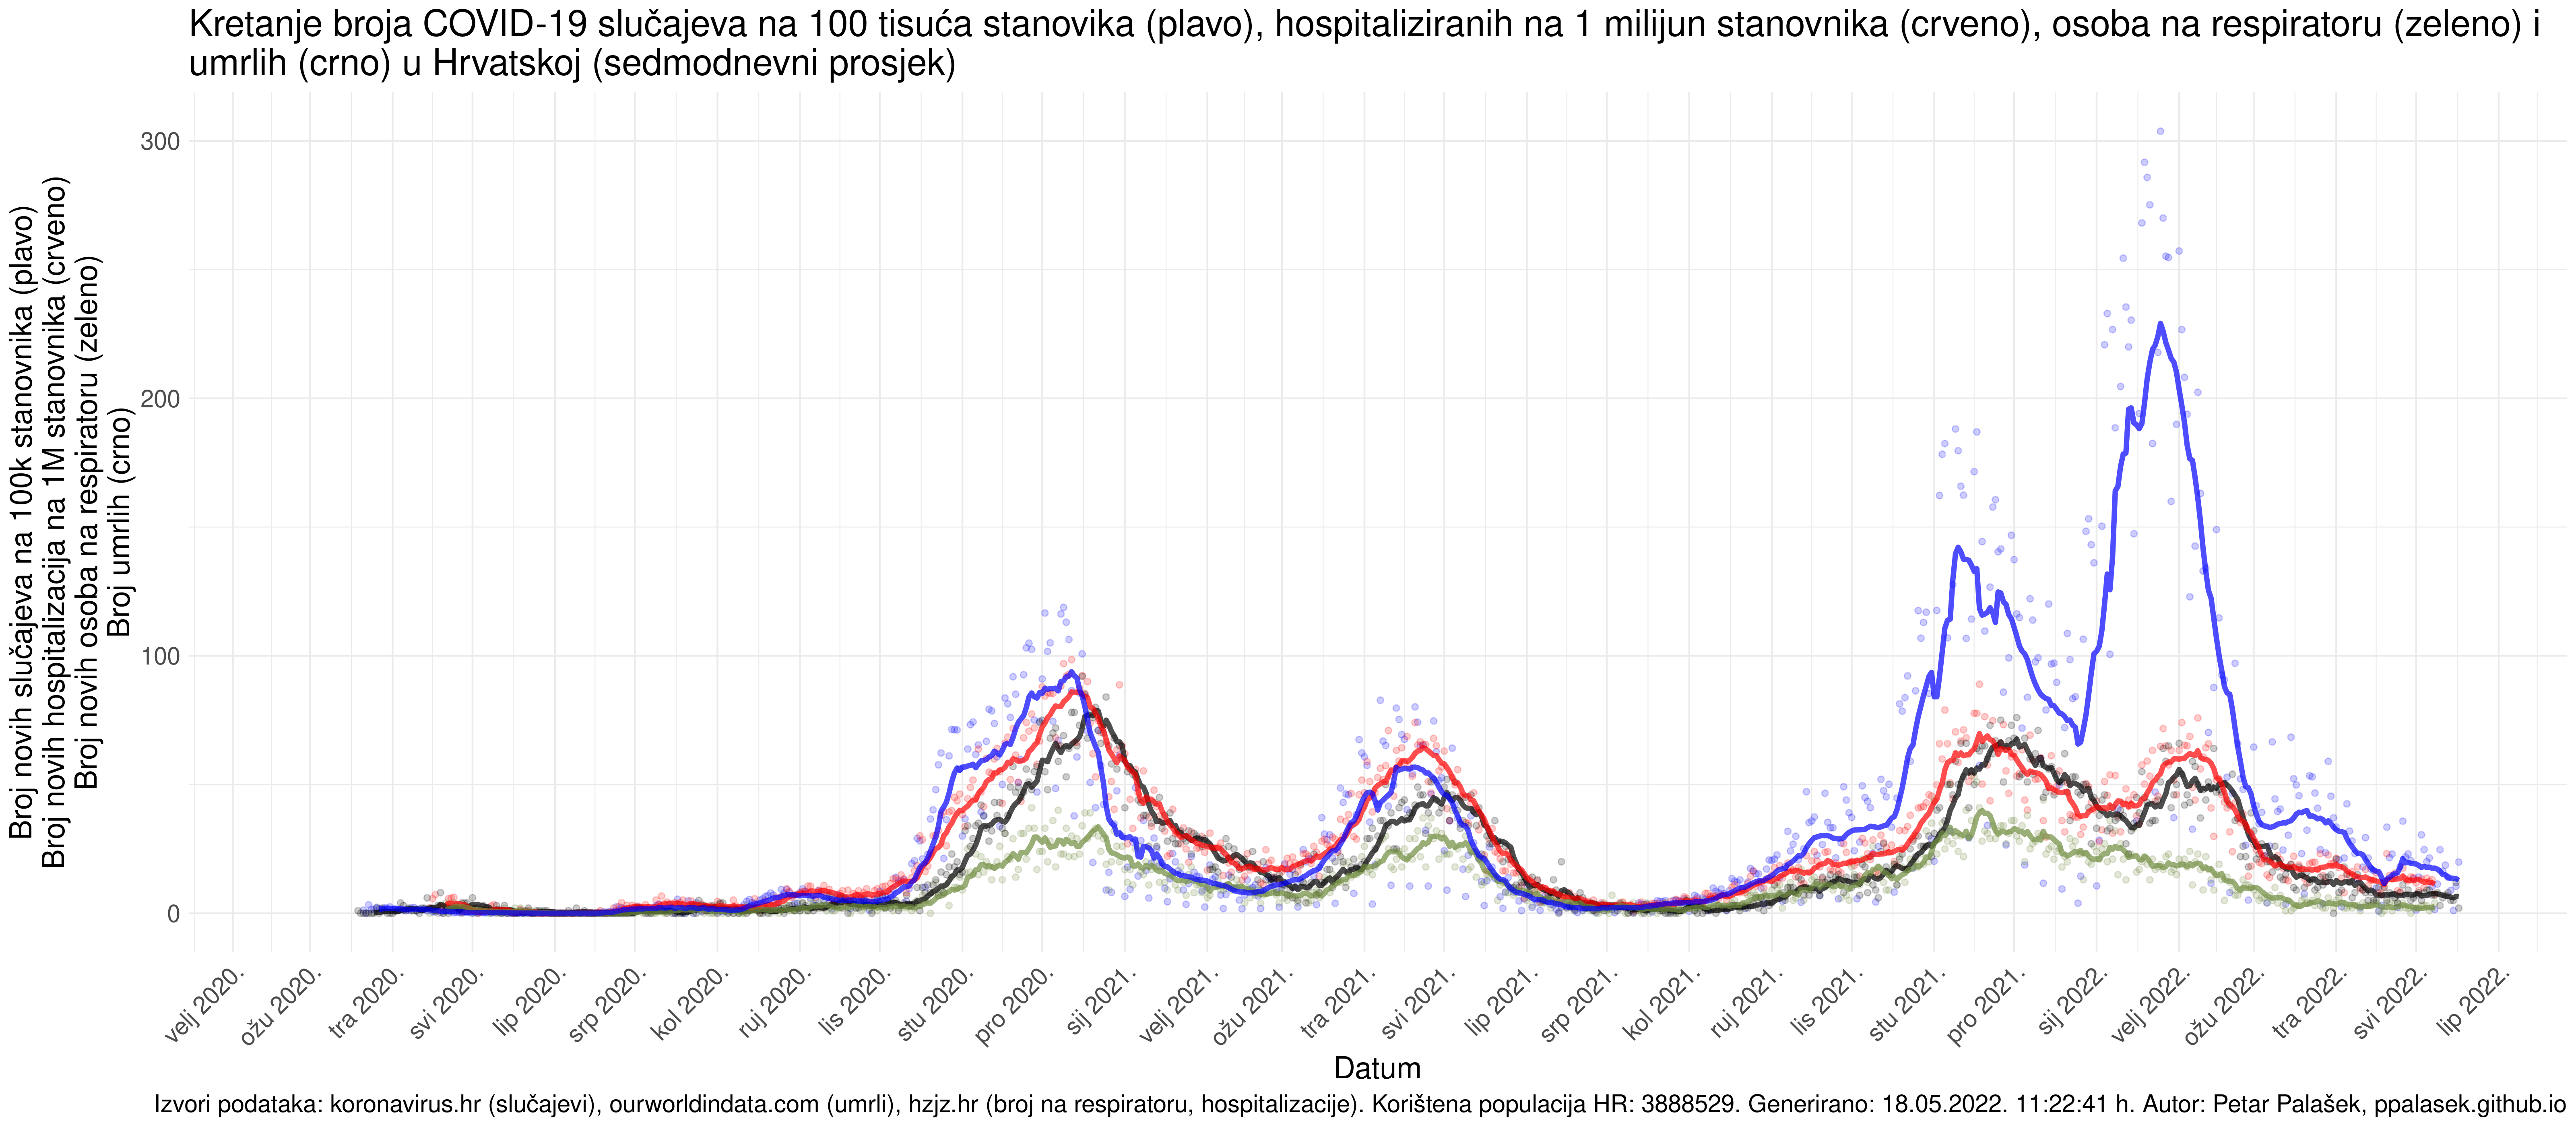 Kretanje broja COVID-19 slučajeva na 100 tisuća stanovika (plavo), hospitaliziranih na 1 milijun stanovnika (crveno), osoba na respiratoru (zeleno) i
umrlih (crno) u Hrvatskoj (sedmodnevni prosjek)
Broj novih slučajeva na 100k stanovnika (plavo)
Broj novih hospitalizacija na 1M stanovnika (crveno)
Broj novih osoba na respiratoru (zeleno)
Broj umrlih (crno)
300
200
100
0
velj 2020.
ožu 2020.
tra 2020.
svi 2020.
lip 2020.
srp 2020.
kol 2020.
ruj 2020.
lis 2020.
stu 2020.
pro 2020.
sij 2021.
velj 2021.
ožu 2021.
tra 2021.
svi 2021.
lip 2021.
srp 2021.
kol 2021.
ruj 2021.
lis 2021.
stu 2021.
pro 2021.
sij 2022.
velj 2022.
ožu 2022.
tra 2022.
svi 2022.
lip 2022.
Datum
Izvori podataka: koronavirus.hr (slučajevi), ourworldindata.com (umrli), hzjz.hr (broj na respiratoru, hospitalizacije). Korištena populacija HR: 3888529. Generirano: 18.05.2022. 11:22:41 h. Autor: Petar Palašek, ppalasek.github.io